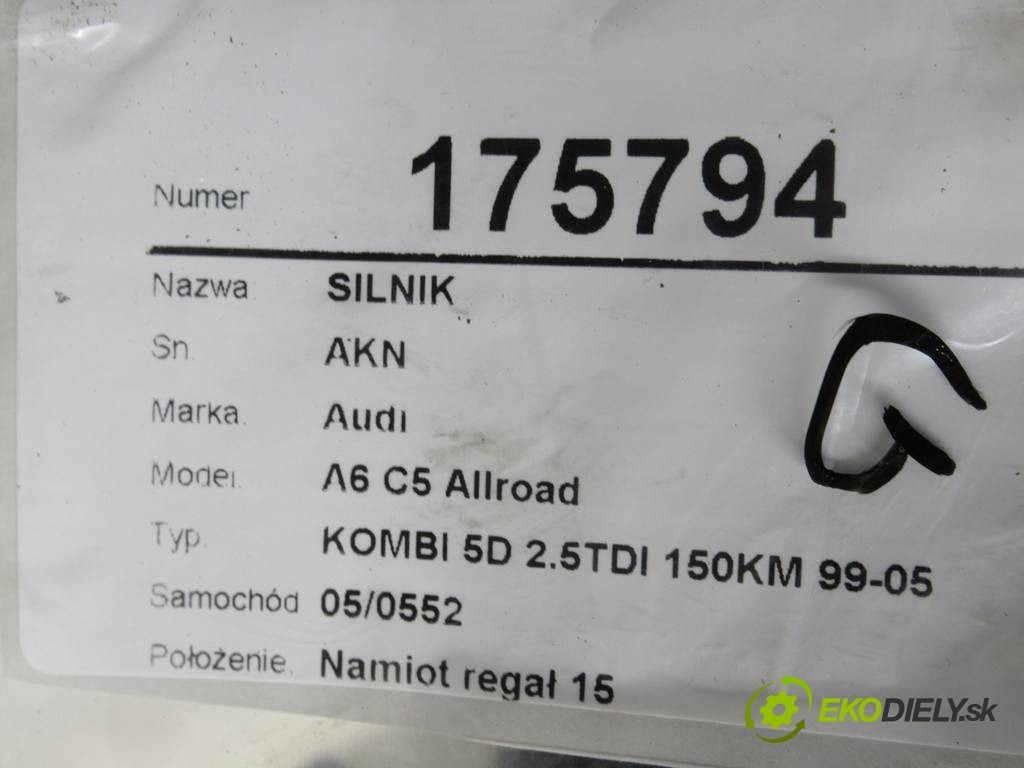 Numer 175794
Nazwa SILNIK
Sn. AKN
Marka. Audi
Model. A6 C5 Allroad
Typ. KOMBI 5D 2.5TDI 150KM 99-05
Samochód 05/0552
Położenie. Namiot regał 15
G
EKODIELY.sk